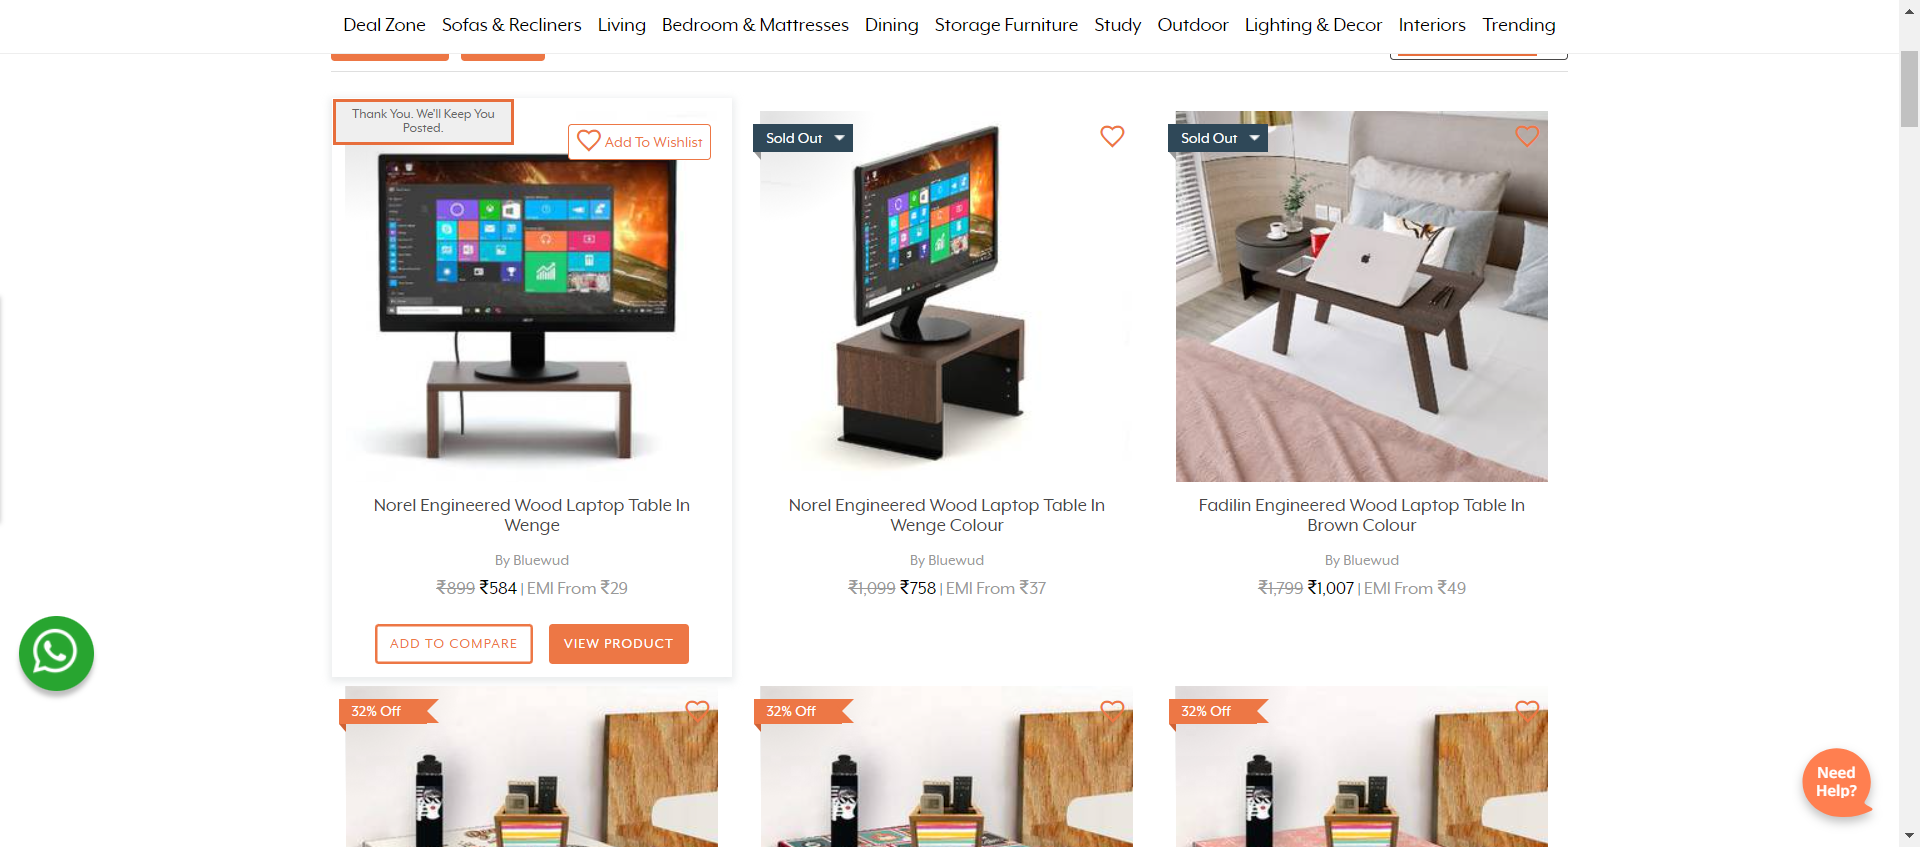 Deal Zone Sofas & Recliners Living Bedroom & Mattresses Dining Storage Furniture Study Outdoor Lighting & Decor Interiors Trending
Thank You. We'll Keep You
Posted.
Add To Wishlist
Sold Out
Sold Out
Norel Engineered Wood Laptop Table In
Wenge
By Bluewud
₹899 ₹584 | EMI From ₹29
ADD TO COMPARE
VIEW PRODUCT
Norel Engineered Wood Laptop Table In
Wenge Colour
By Bluewud
₹1,099 ₹758 | EMI From ₹37
Fadilin Engineered Wood Laptop Table In
Brown Colour
By Bluewud
₹1,799 ₹1,007 | EMI From ₹49
32% Off
32% Off
32% Off
Need
Help?